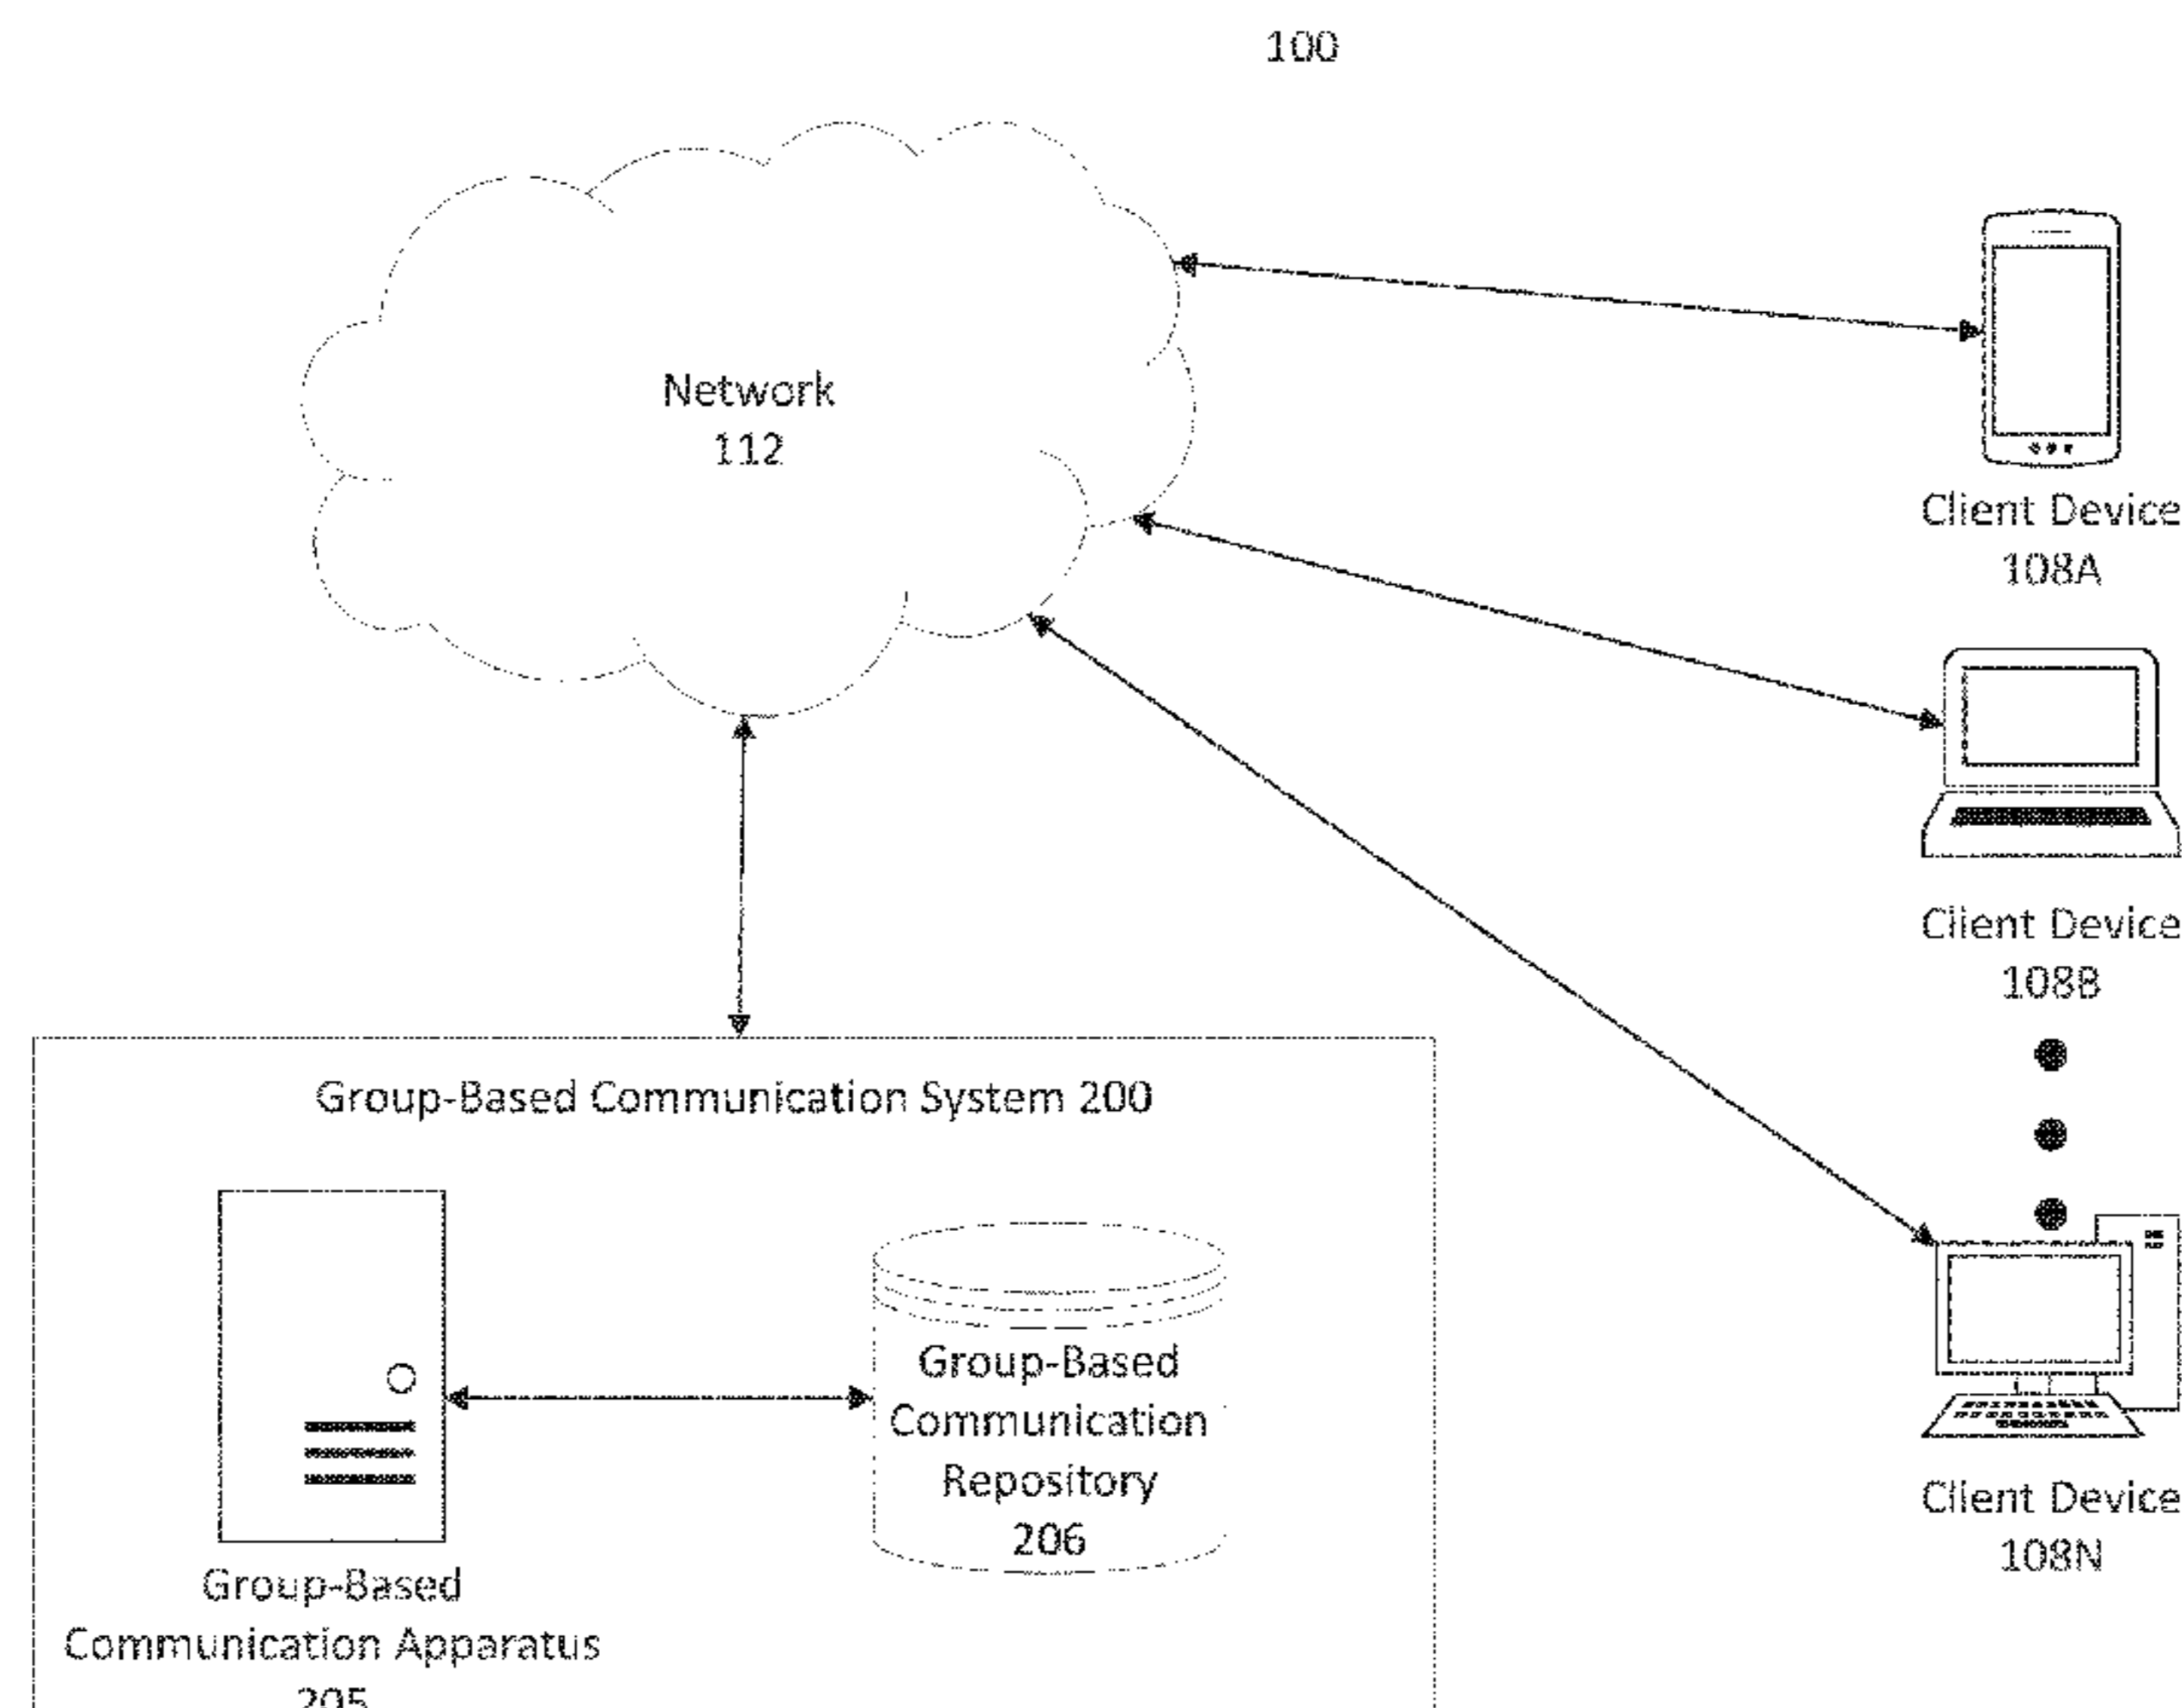 100
Network
112
Client Device
108A
Client Device
108B
Group-Based Communication System 200
Group-Based
Communication
Repository
206
Client Device
108N
Group-Based
Communication Apparatus
205